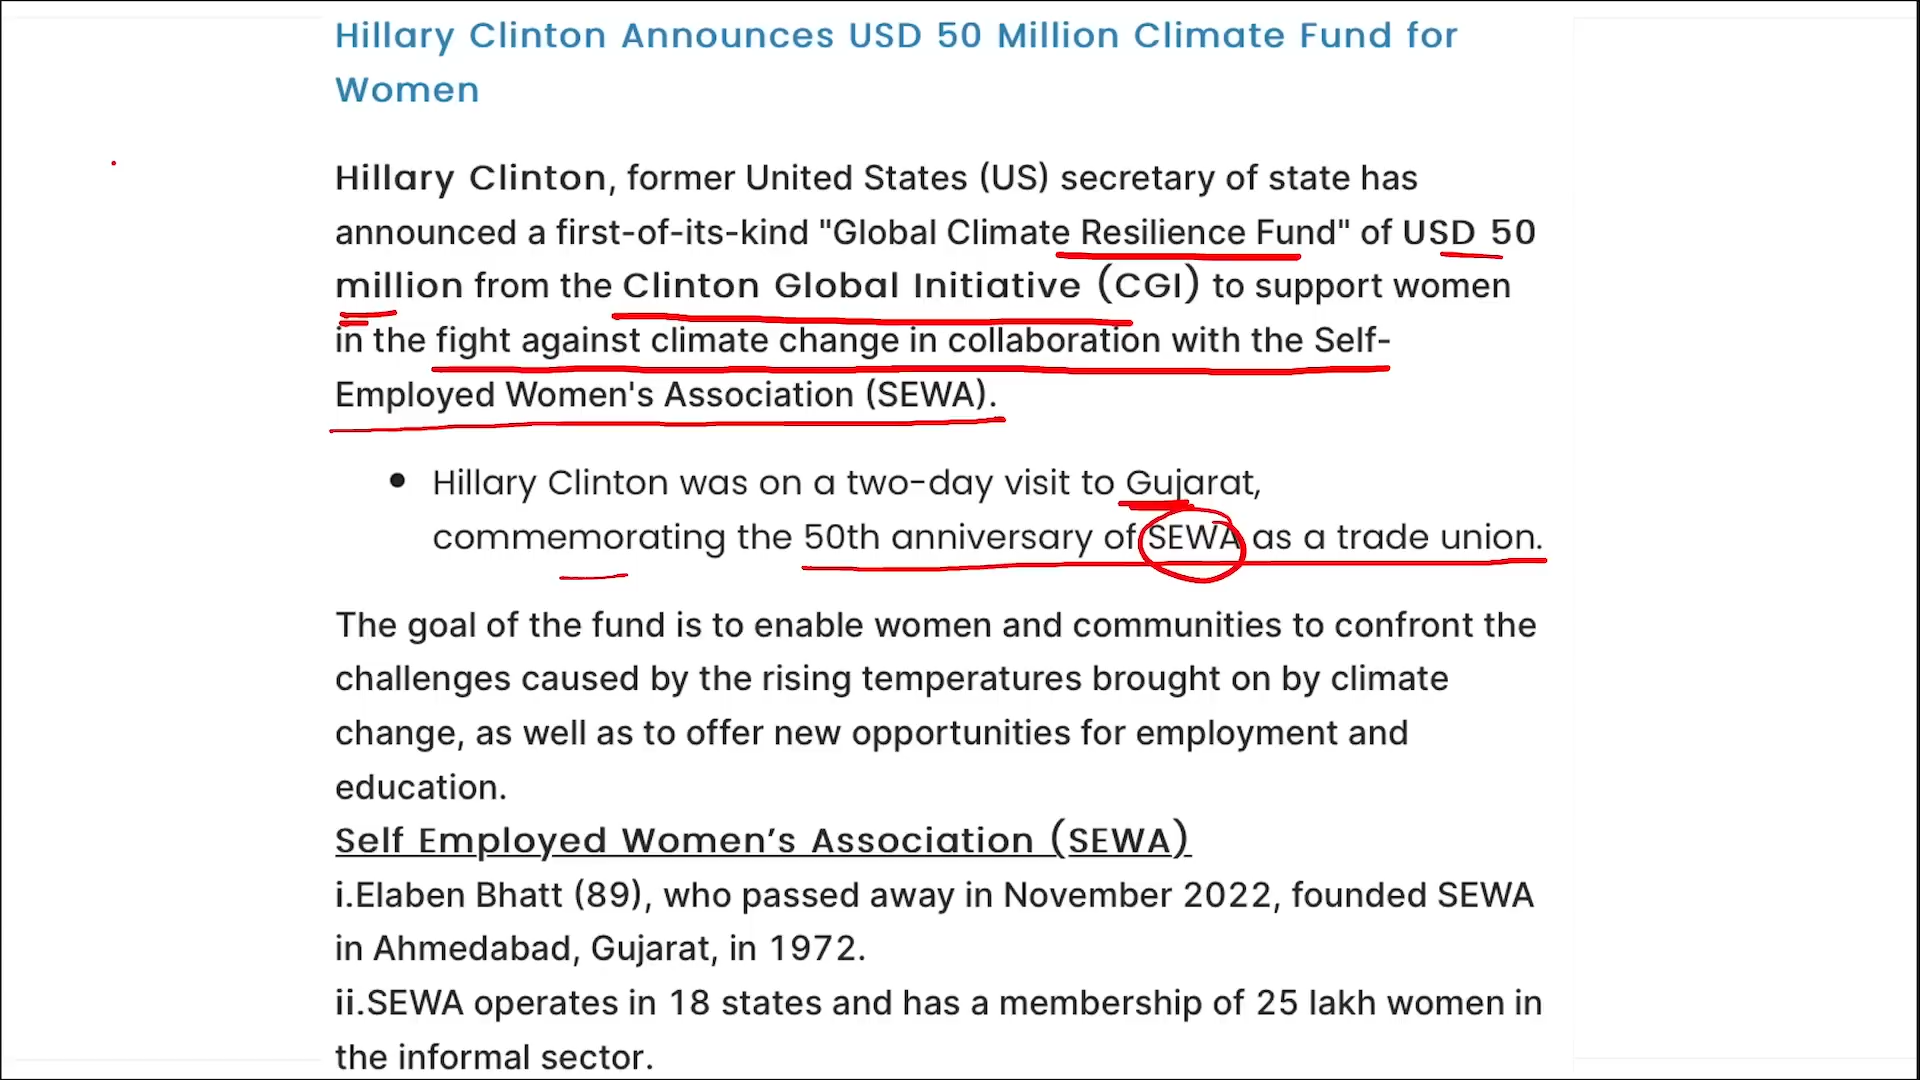 Hillary Clinton Announces USD 50 Million Climate Fund for
Women
Hillary Clinton, former United States (US) secretary of state has
announced a first-of-its-kind "Global Climate Resilience Fund" of USD 50
million from the Clinton Global Initiative (CGI) to support women
in the fight against climate change in collaboration with the Self-
Employed Women's Association (SEWA).
• Hillary Clinton was on a two-day visit to Gujarat,
commemorating the 50th anniversary of SEWA as a trade union.
The goal of the fund is to enable women and communities to confront the
challenges caused by the rising temperatures brought on by climate
change, as well as to offer new opportunities for employment and
education.
Self Employed Women’s Association (SEWA)
i.Elaben Bhatt (89), who passed away in November 2022, founded SEWA
in Ahmedabad, Gujarat, in 1972.
ii.SEWA operates in 18 states and has a membership of 25 lakh women in
the informal sector.